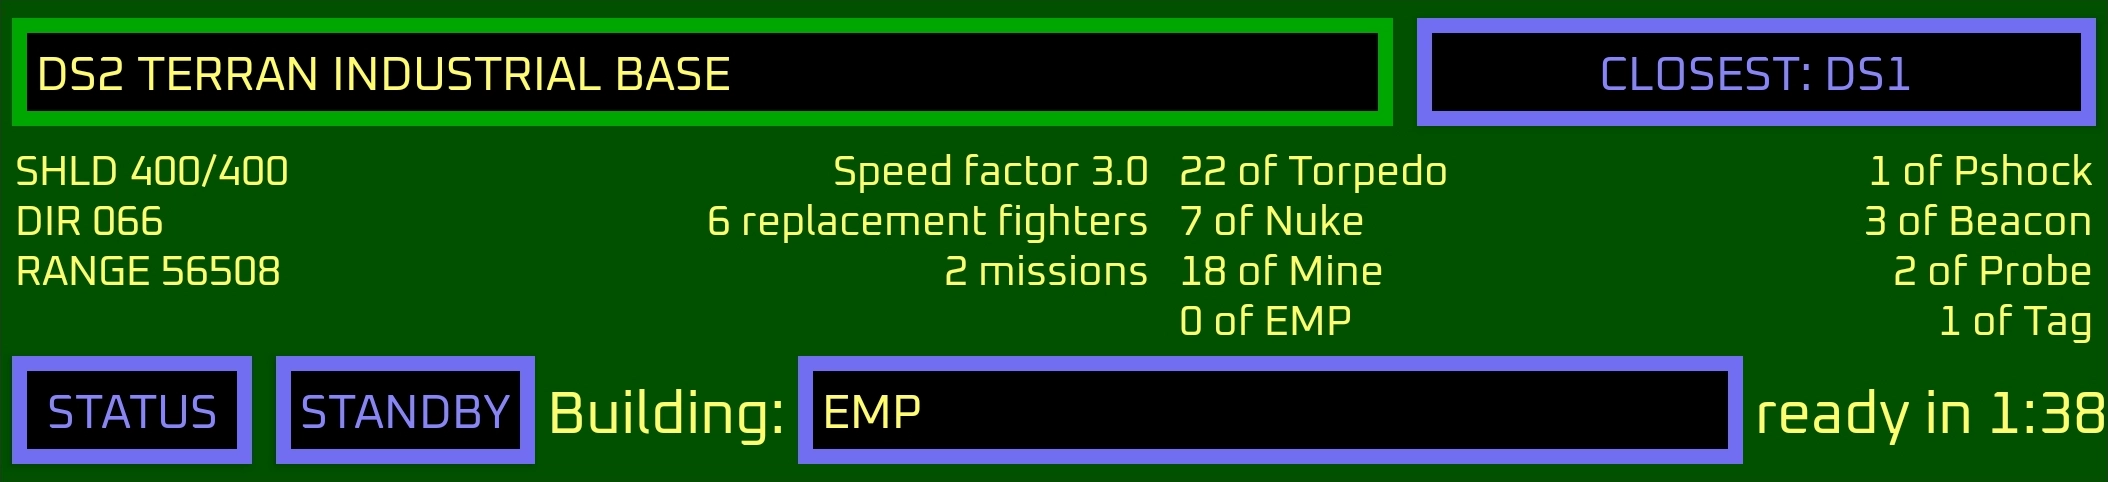 DS2 TERRAN INDUSTRIAL BASE
CLOSEST: DS1
SHLD 400/400
DIR 066
RANGE 56508
Speed factor 3.0
6 replacement fighters
2 missions
22 of Torpedo
7 of Nuke
18 of Mine
0 of EMP
1 of Pshock
3 of Beacon
2 of Probe
1 of Tag
STATUS
STANDBY
Building:
EMP
ready in 1:38